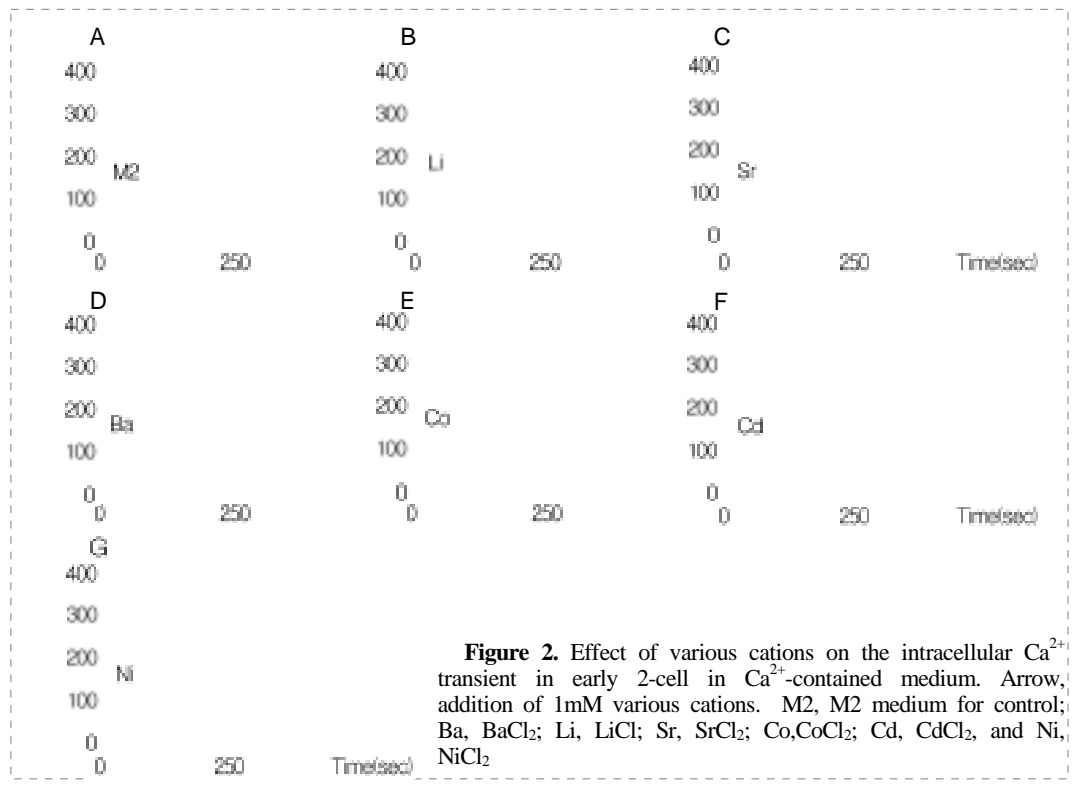 A
400
300
200
M2
100
0
0 250
B
400
300
200
Li
100
0
0 250
C
400
300
200
Sr
100
0
0 250 Time(sec)
D
400
300
200
Ba
100
0
0 250
E
400
300
200
Co
100
0
0 250
F
400
300
200
Cd
100
0
0 250 Time(sec)
G
400
300
200
Ni
100
0
0 250 Time(sec)
Figure 2. Effect of various cations on the intracellular Ca²⁺
transient in early 2-cell in Ca²⁺-contained medium. Arrow,
addition of 1mM various cations. M2, M2 medium for control;
Ba, BaCl₂; Li, LiCl; Sr, SrCl₂; Co,CoCl₂; Cd, CdCl₂, and Ni,
NiCl₂